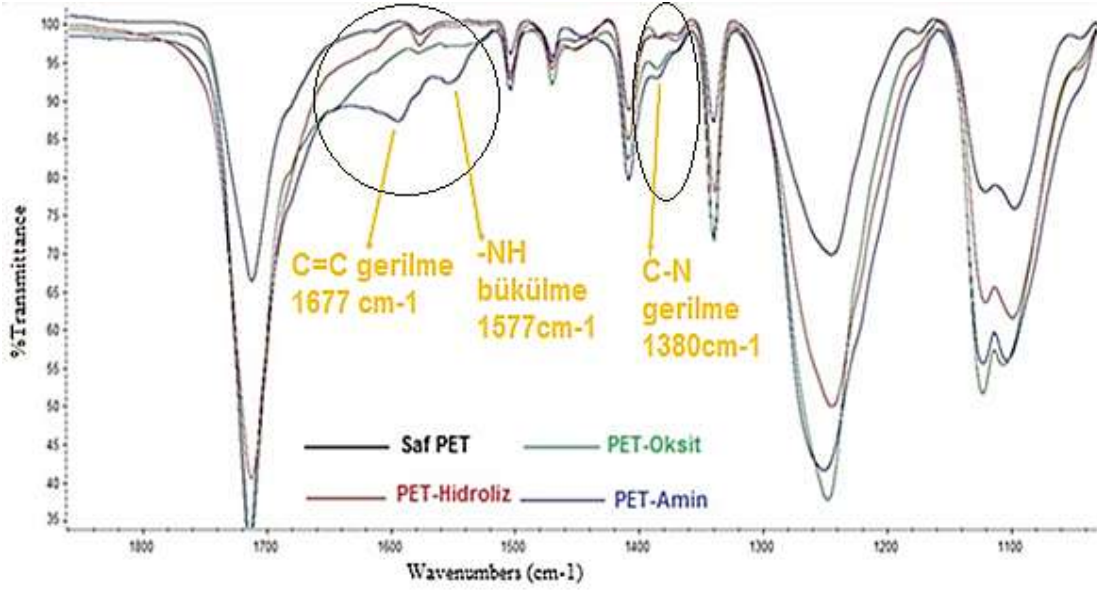 100
95
90
85
80
75
70
65
60
55
50
45
40
35
%Transmittance
C=C gerilme
1677 cm-1
-NH
bükülme
1577cm-1
C-N
gerilme
1380cm-1
Saf PET
PET-Oksit
PET-Hidroliz
PET-Amin
1800
1700
1600
1500
1400
1300
1200
1100
Wavenumbers (cm-1)